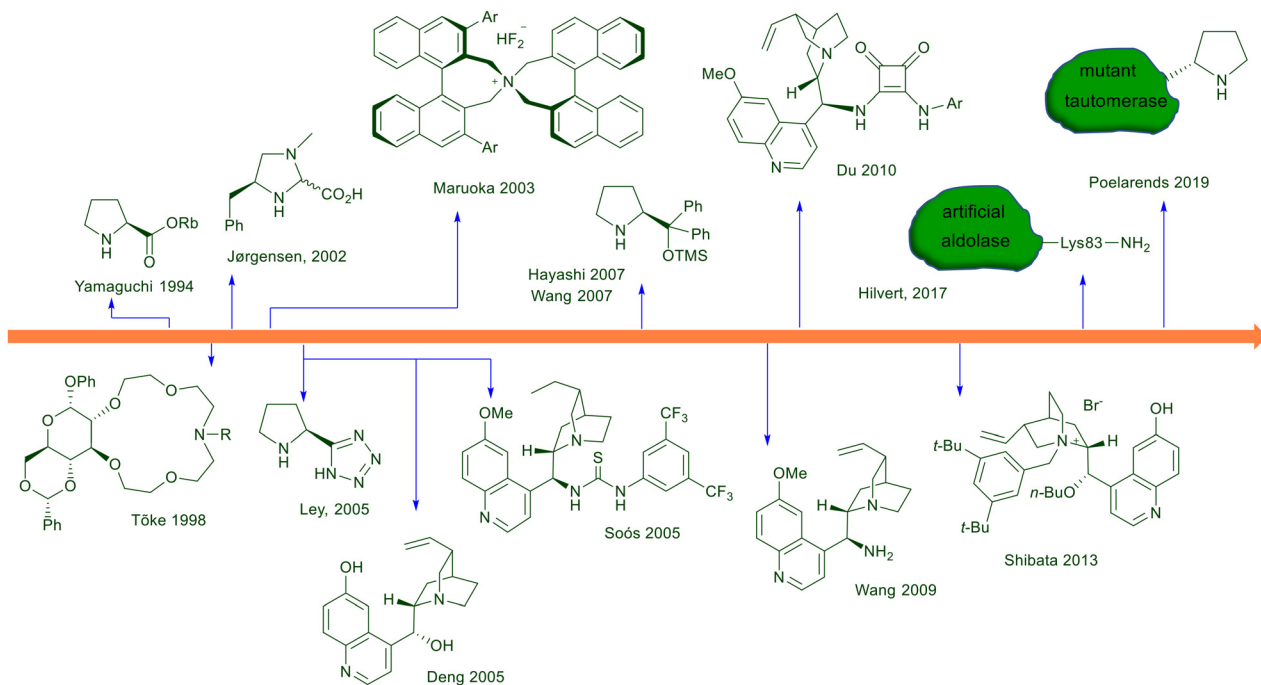 Ar
HF2−
N
+
Ar
Maruoka 2003
N
N
H
CO2H
Ph
Jørgensen, 2002
N
H
ORb
O
Yamaguchi 1994
N
H
Ph
Ph
OTMS
Hayashi 2007
Wang 2007
N
O
O
MeO
H
N
H
N
H
Ar
N
Du 2010
mutant
tautomerase
N
H
Poelarends 2019
artificial
aldolase
Lys83
NH2
Hilvert, 2017
OPh
O
O
O
N
R
O
O
O
O
Ph
Tõke 1998
N
H
N
N
N
N
H
Ley, 2005
OMe
N
H
S
N
H
N
H
CF3
CF3
N
Soós 2005
OH
H
N
OH
N
Deng 2005
OMe
H
N
NH2
N
Wang 2009
Br-
OH
t-Bu
N
+
H
n-BuO
t-Bu
N
Shibata 2013